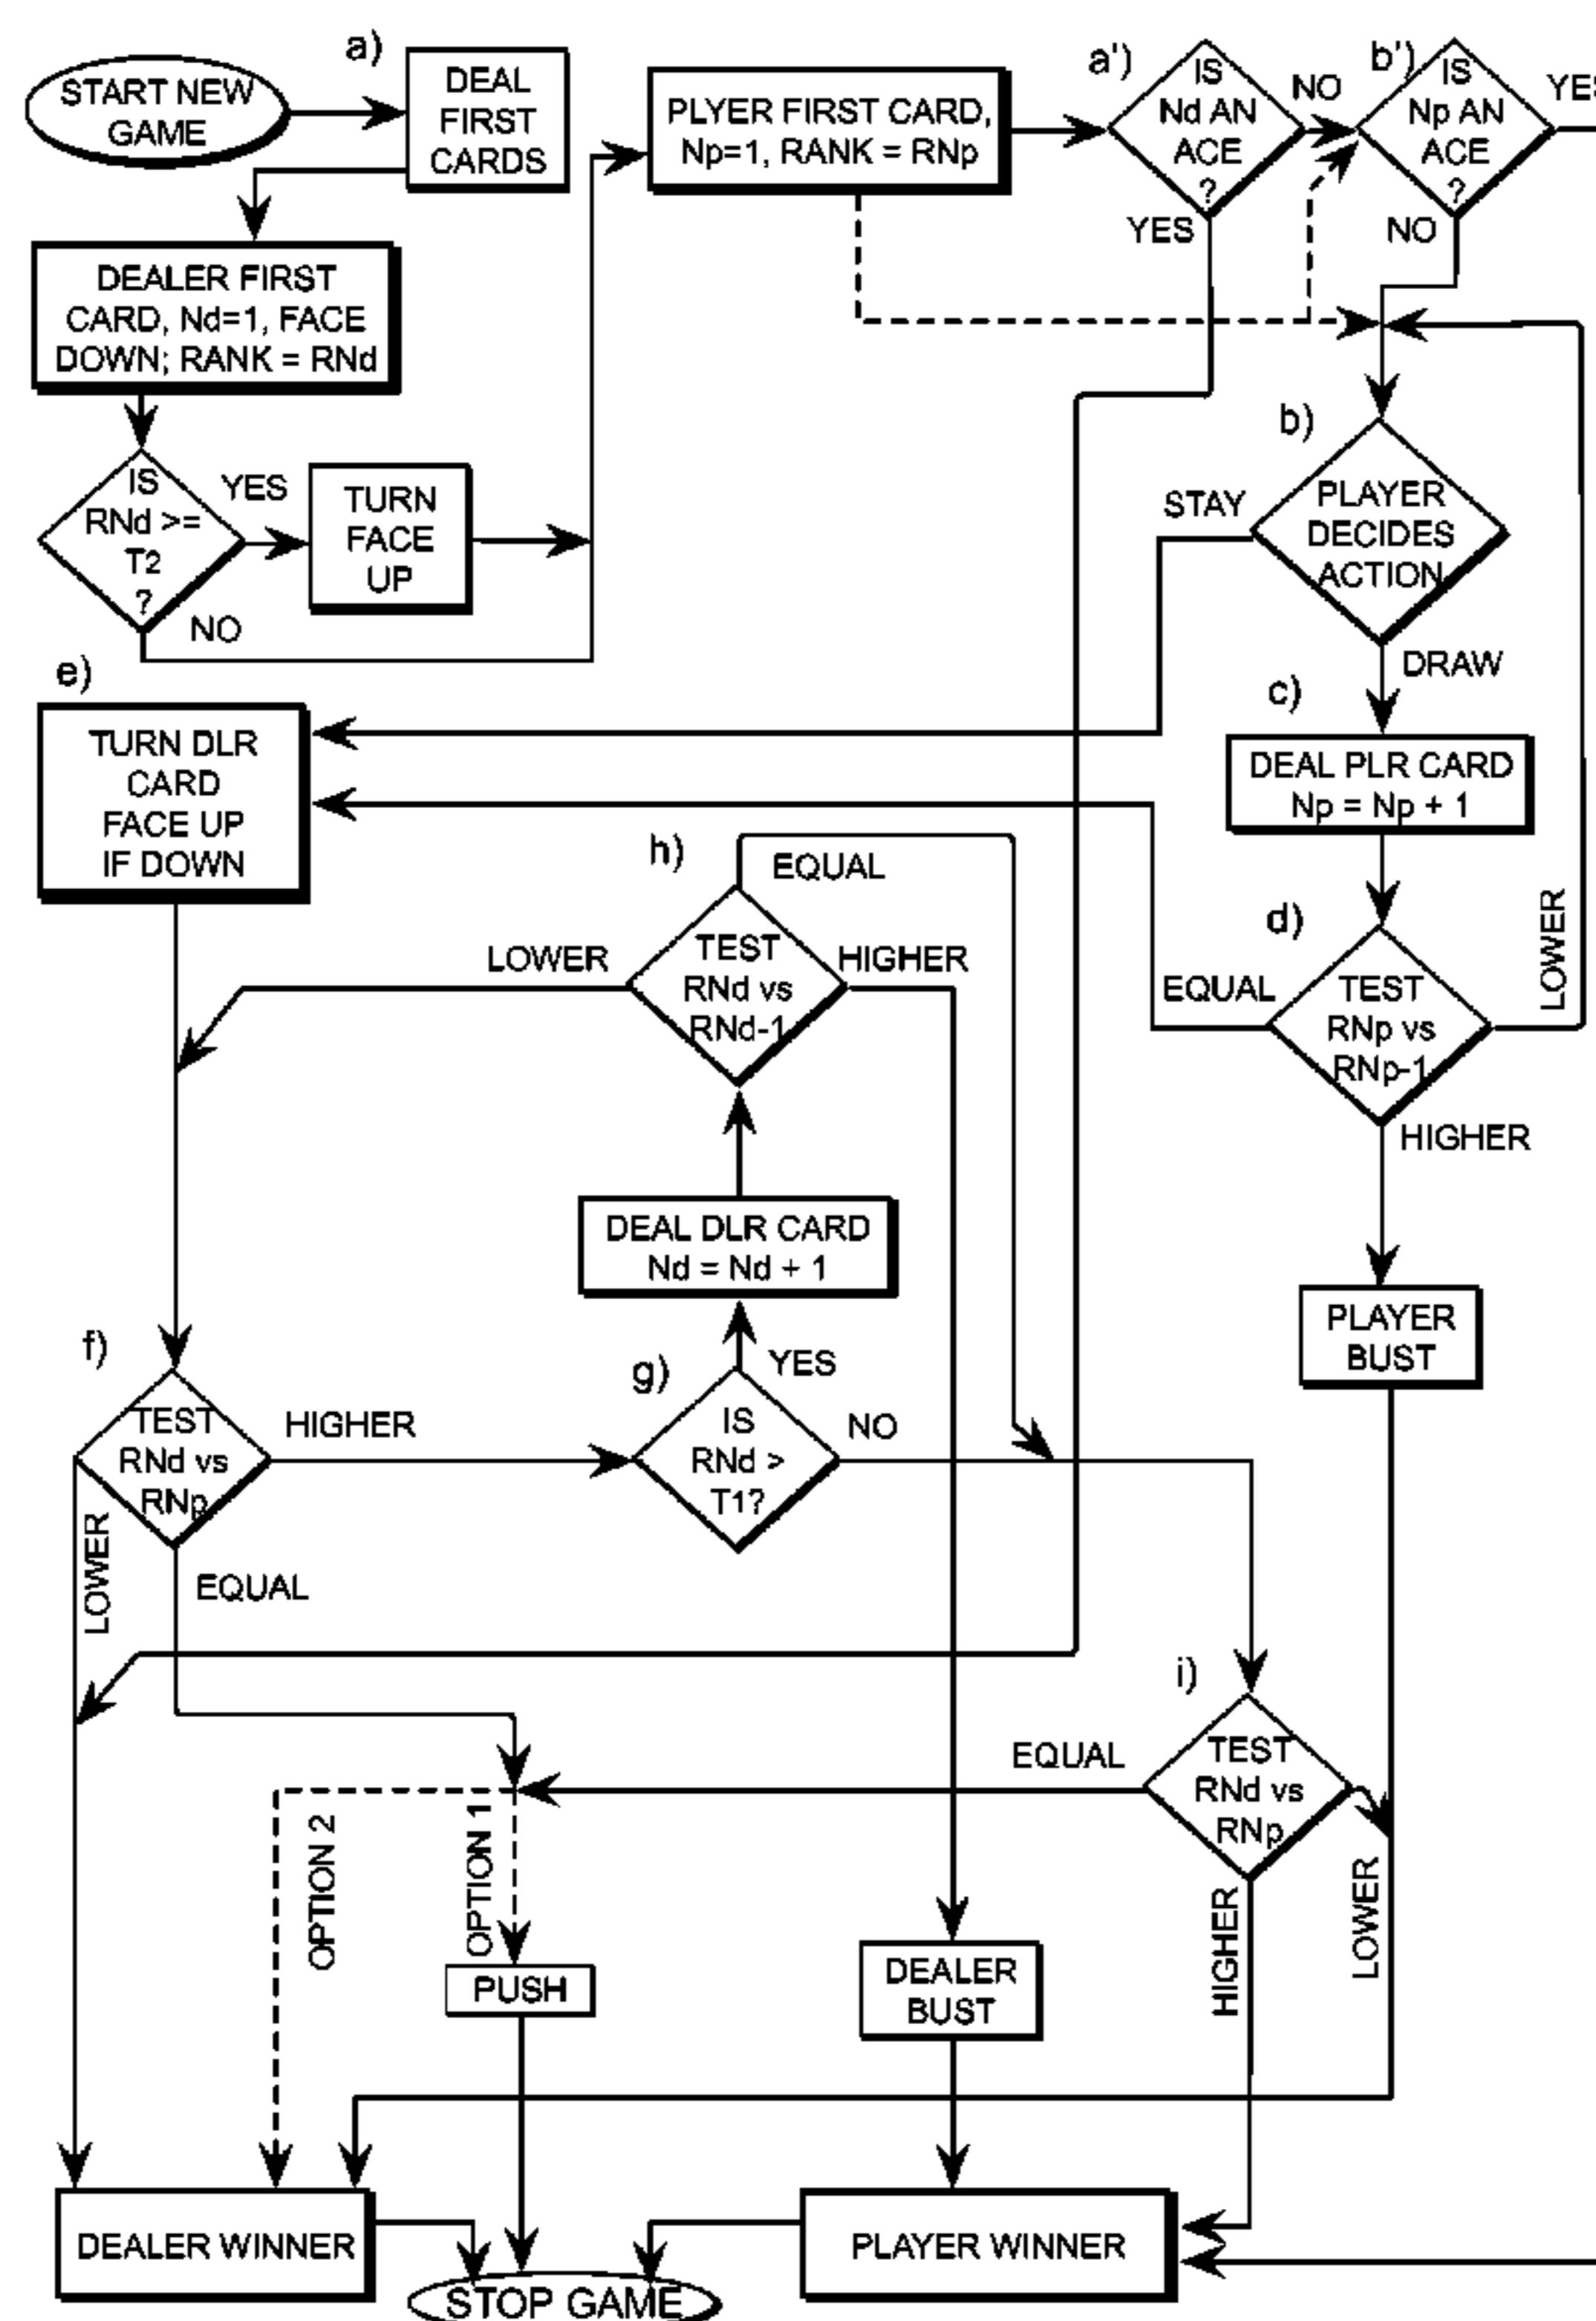 a)
START NEW
GAME
DEAL
FIRST
CARDS
PLYER FIRST CARD,
Np=1, RANK = RNp
a')
IS
Nd AN
ACE
?
NO
YES
b')
IS
Np AN
ACE
?
YES
NO
DEALER FIRST
CARD, Nd=1, FACE
DOWN; RANK = RNd
IS
RNd >=
T2
?
YES
NO
TURN
FACE
UP
b)
PLAYER
DECIDES
ACTION
STAY
DRAW
c)
DEAL PLR CARD
Np = Np + 1
d)
TEST
RNp vs
RNp-1
EQUAL
LOWER
HIGHER
PLAYER
BUST
e)
TURN DLR
CARD
FACE UP
IF DOWN
h)
EQUAL
TEST
RNd vs
RNd-1
LOWER
HIGHER
DEAL DLR CARD
Nd = Nd + 1
f)
TEST
RNd vs
RNp
HIGHER
LOWER
EQUAL
g)
YES
IS
RNd >
T1?
NO
i)
TEST
RNd vs
RNp
EQUAL
HIGHER
LOWER
OPTION 2
OPTION 1
PUSH
DEALER
BUST
DEALER WINNER
PLAYER WINNER
STOP GAME